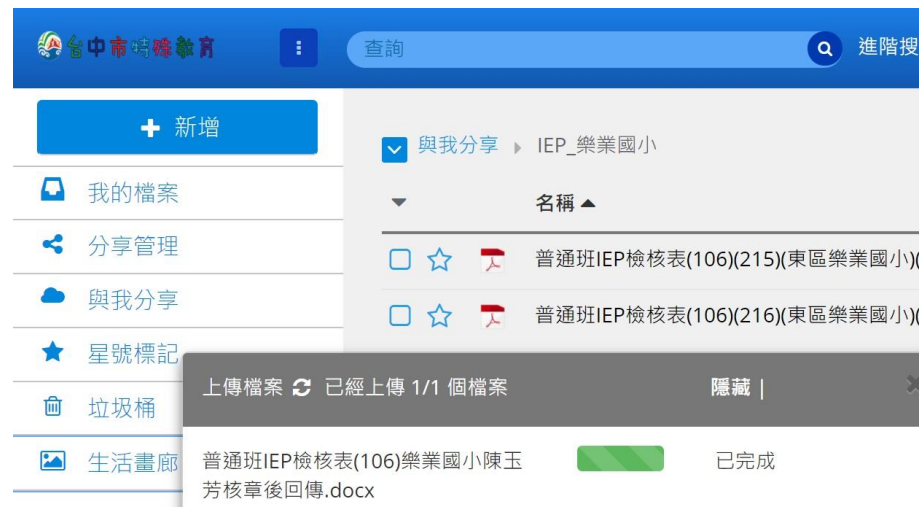 台中市特殊教育
查詢
進階搜
新增
與我分享
IEP_樂業國小
我的檔案
名稱
分享管理
普通班IEP檢核表(106)(215)(東區樂業國小)(
與我分享
普通班IEP檢核表(106)(216)(東區樂業國小)(
星號標記
上傳檔案 已經上傳 1/1 個檔案
隱藏 |
垃圾桶
生活畫廊
普通班IEP檢核表(106)樂業國小陳玉
芳核章後回傳.docx
已完成